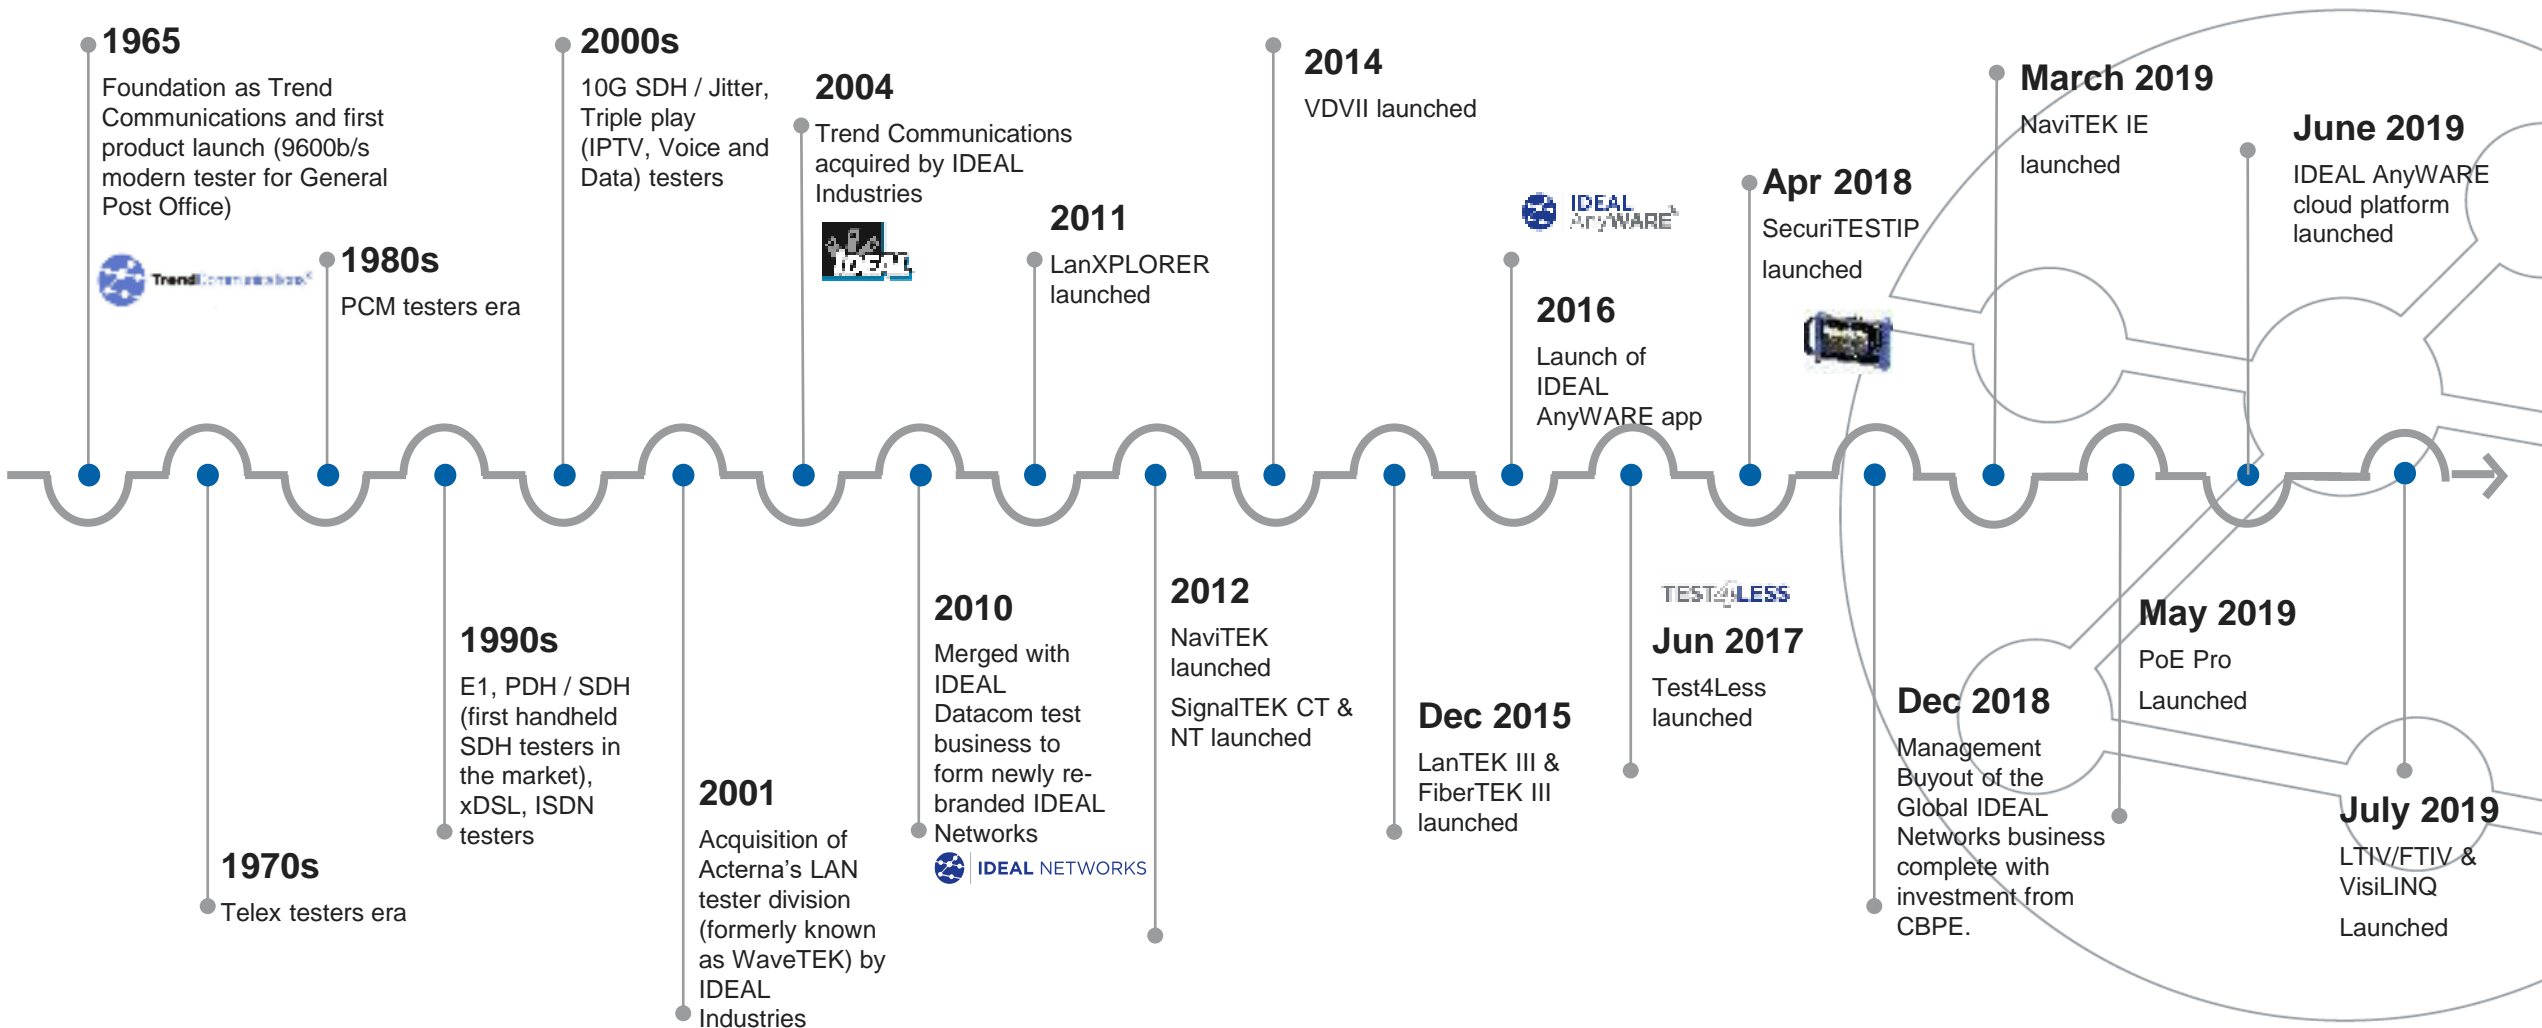 1965
Foundation as Trend
Communications and first
product launch (9600b/s
modern tester for General
Post Office)
Trend
1970s
Telex testers era
1980s
PCM testers era
1990s
E1, PDH / SDH
(first handheld
SDH testers in
the market),
xDSL, ISDN
testers
2000s
10G SDH / Jitter,
Triple play
(IPTV, Voice and
Data) testers
2001
Acquisition of
Acterna’s LAN
tester division
(formerly known
as WaveTEK) by
IDEAL
Industries
2004
Trend Communications
acquired by IDEAL
Industries
IDEAL
2010
Merged with
IDEAL
Datacom test
business to
form newly re-
branded IDEAL
Networks
IDEAL NETWORKS
2011
LanXPLORER
launched
2012
NaviTEK
launched
SignalTEK CT &
NT launched
2014
VDVII launched
Dec 2015
LanTEK III &
FiberTEK III
launched
IDEAL
AnyWARE
2016
Launch of
IDEAL
AnyWARE app
TEST4LESS
Jun 2017
Test4Less
launched
Apr 2018
SecuriTESTIP
launched
Dec 2018
Management
Buyout of the
Global IDEAL
Networks business
complete with
investment from
CBPE.
March 2019
NaviTEK IE
launched
May 2019
PoE Pro
Launched
June 2019
IDEAL AnyWARE
cloud platform
launched
July 2019
LTIV/FTIV &
VisiLINQ
Launched